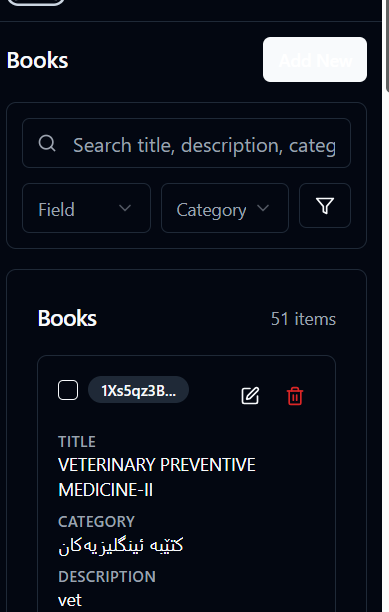 Books
Add New
Search title, description, categ
Field
Category
Books
51 items
1Xs5qz3B...
TITLE
VETERINARY PREVENTIVE
MEDICINE-II
CATEGORY
کتێبە ئینگلیزیەکان
DESCRIPTION
vet